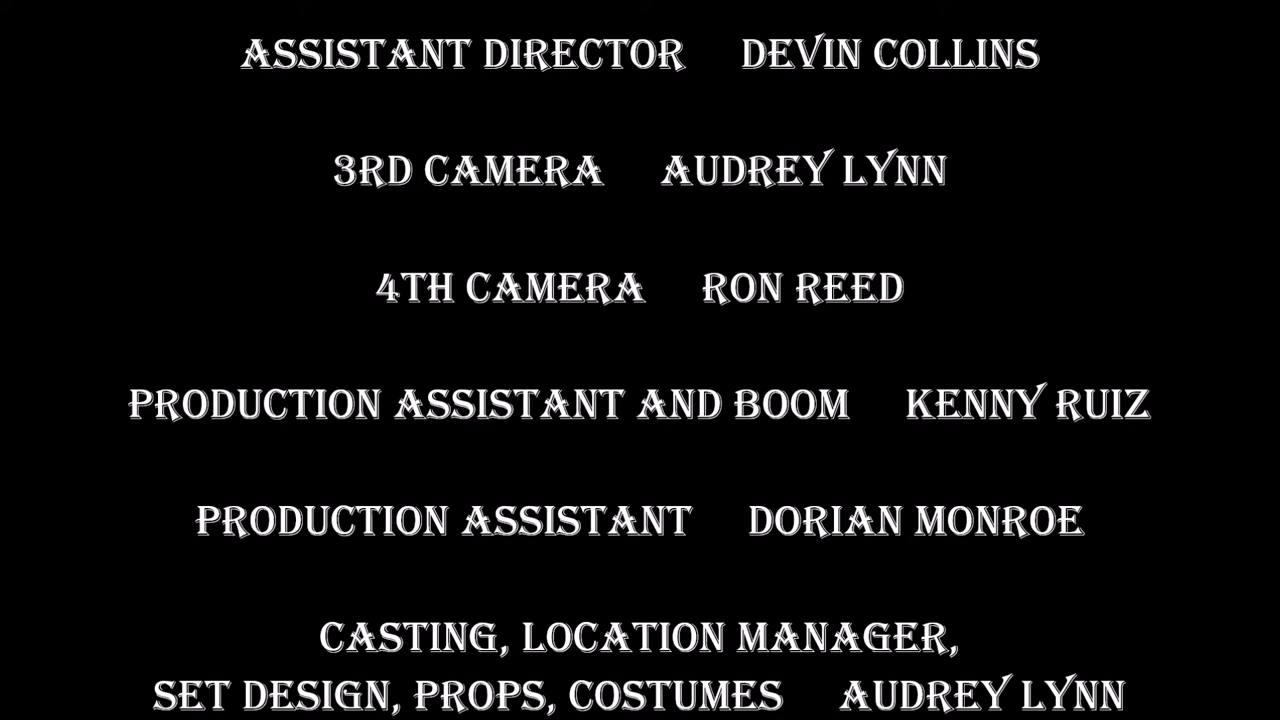 ASSISTANT DIRECTOR DEVIN COLLINS
3RD CAMERA AUDREY LYNN
4TH CAMERA RON REED
PRODUCTION ASSISTANT AND BOOM KENNY RUIZ
PRODUCTION ASSISTANT DORIAN MONROE
CASTING, LOCATION MANAGER,
SET DESIGN, PROPS, COSTUMES AUDREY LYNN